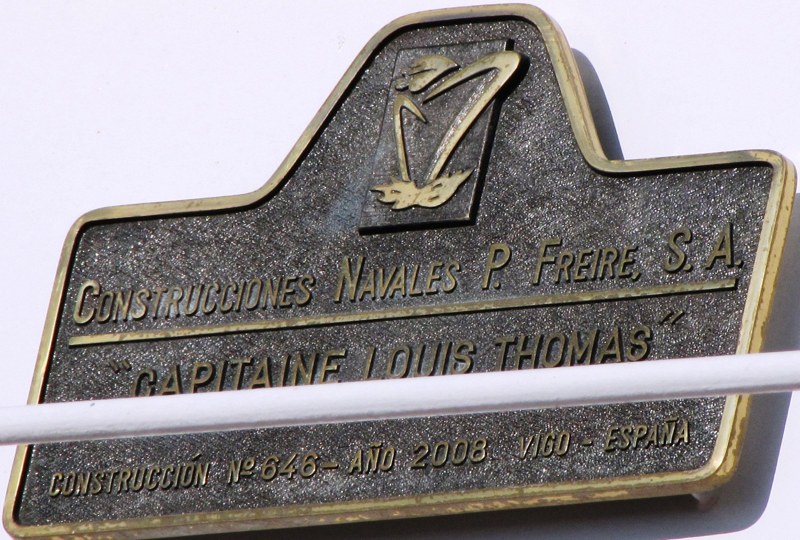 CONSTRUCCIONES NAVALES P. FREIRE, S. A.
"CAPITAINE LOUIS THOMAS"
CONSTRUCCIÓN Nº 646 - AÑO 2008 VIGO - ESPAÑA